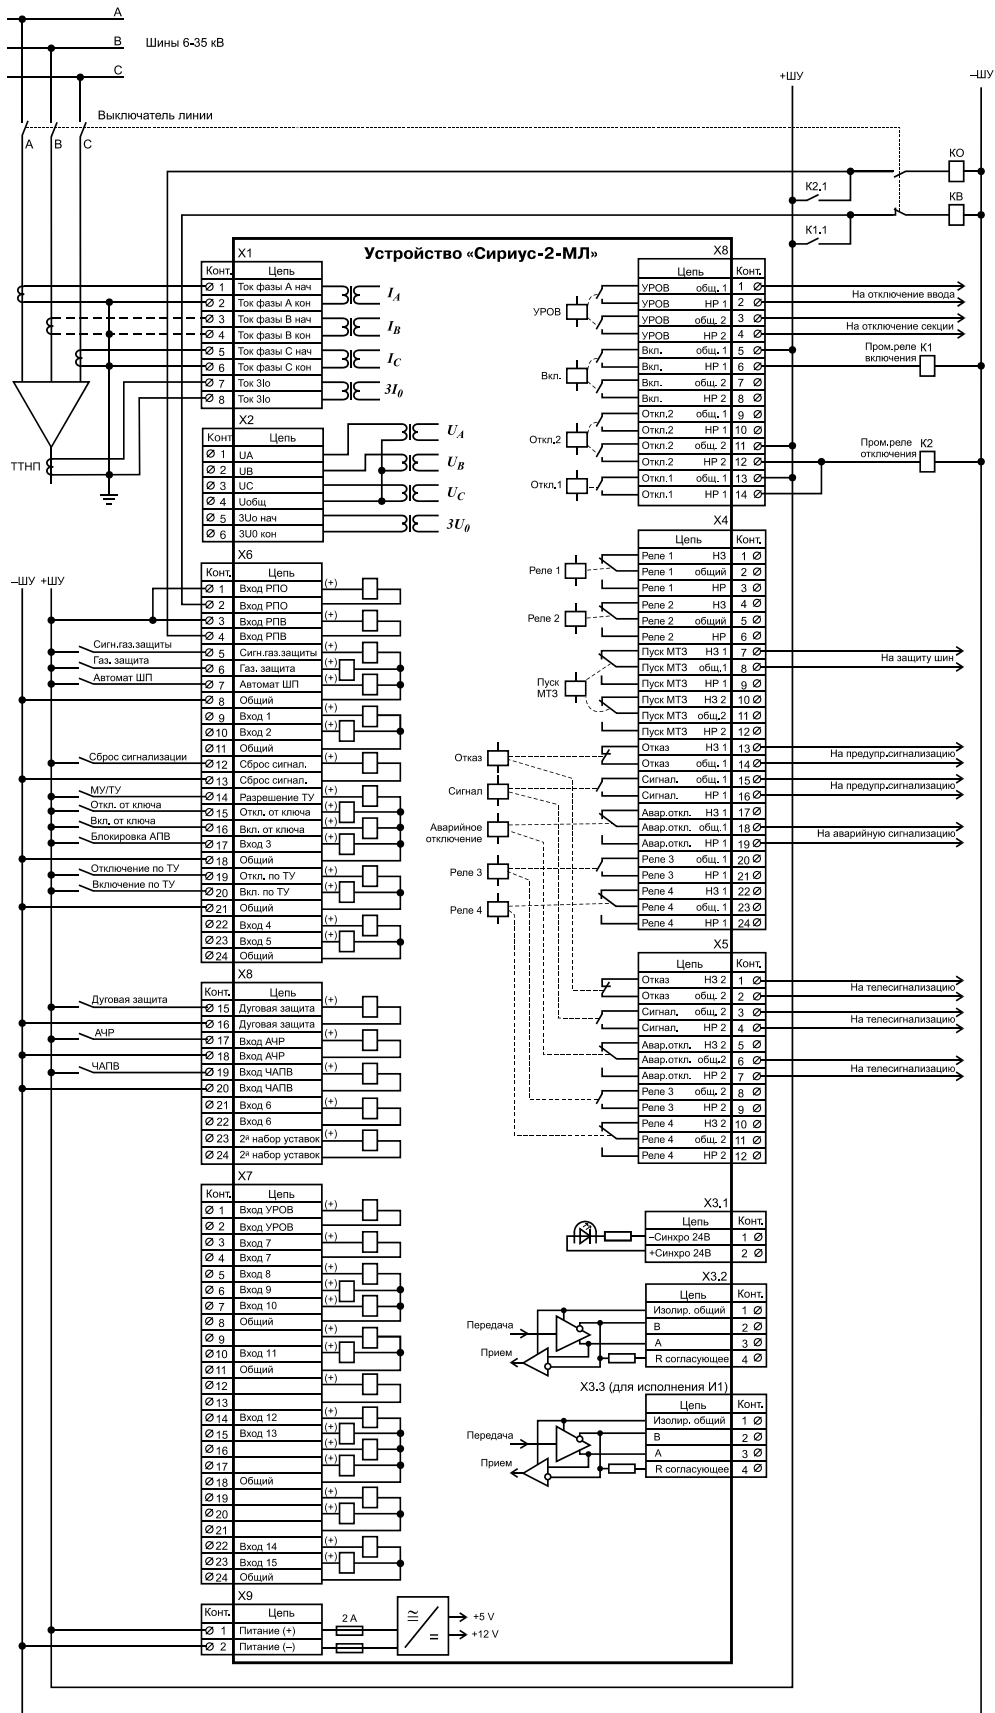 A
B
Шины 6-35 кВ
C
+ШУ
–ШУ
Выключатель линии
A B C
КО
К2.1
КВ
К1.1
Устройство «Сириус-2-МЛ»
X1
Конт. Цепь
1 Ток фазы А нач
2 Ток фазы А кон
3 Ток фазы В нач
4 Ток фазы В кон
5 Ток фазы С нач
6 Ток фазы С кон
7 Ток 3Io
8 Ток 3Io
I_A
I_B
I_C
3I_0
ТТНП
X2
Конт Цепь
1 UA
2 UB
3 UC
4 Uобщ
5 3Uo нач
6 3U0 кон
U_A
U_B
U_C
3U_0
–ШУ +ШУ
X6
Конт. Цепь
1 Вход РПО (+)
2 Вход РПО
3 Вход РПВ (+)
4 Вход РПВ
Сигн.газ.защиты 5 Сигн.газ.защиты (+)
Газ. защита 6 Газ. защита (+)
Автомат ШП 7 Автомат ШП (+)
8 Общий
9 Вход 1 (+)
10 Вход 2 (+)
11 Общий
Сброс сигнализации 12 Сброс сигнал. (+)
13 Сброс сигнал.
МУ/ТУ 14 Разрешение ТУ (+)
Откл. от ключа 15 Откл. от ключа (+)
Вкл. от ключа 16 Вкл. от ключа (+)
Блокировка АПВ 17 Вход 3 (+)
18 Общий
Отключение по ТУ 19 Откл. по ТУ (+)
Включение по ТУ 20 Вкл. по ТУ (+)
21 Общий
22 Вход 4 (+)
23 Вход 5 (+)
24 Общий
X8
Конт. Цепь
Дуговая защита 15 Дуговая защита (+)
16 Дуговая защита
АЧР 17 Вход АЧР (+)
18 Вход АЧР
ЧАПВ 19 Вход ЧАПВ (+)
20 Вход ЧАПВ
21 Вход 6 (+)
22 Вход 6
23 2й набор уставок (+)
24 2й набор уставок
X7
Конт. Цепь
1 Вход УРОВ (+)
2 Вход УРОВ
3 Вход 7 (+)
4 Вход 7
5 Вход 8 (+)
6 Вход 9 (+)
7 Вход 10 (+)
8 Общий
9 (+)
10 Вход 11 (+)
11 Общий
12 (+)
13
14 Вход 12 (+)
15 Вход 13 (+)
16 (+)
17 (+)
18 Общий
19 (+)
20 (+)
21
22 Вход 14 (+)
23 Вход 15 (+)
24 Общий
X9
Конт. Цепь
1 Питание (+)
2 Питание (–)
2 А
≅
=
+5 V
+12 V
X8
Цепь Конт.
УРОВ
УРОВ общ. 1 1
УРОВ НР 1 2
На отключение ввода
УРОВ общ. 2 3
УРОВ НР 2 4
На отключение секции
Вкл.
Вкл. общ. 1 5
Вкл. НР 1 6
Пром.реле включения К1
Вкл. общ. 2 7
Вкл. НР 2 8
Откл.2
Откл.2 общ. 1 9
Откл.2 НР 1 10
Откл.2 общ. 2 11
Откл.2 НР 2 12
Пром.реле отключения К2
Откл.1
Откл.1 общ. 1 13
Откл.1 НР 1 14
X4
Цепь Конт.
Реле 1
Реле 1 НЗ 1
Реле 1 общий 2
Реле 1 НР 3
Реле 2
Реле 2 НЗ 4
Реле 2 общий 5
Реле 2 НР 6
Пуск МТЗ
Пуск МТЗ НЗ 1 7
Пуск МТЗ общ.1 8
На защиту шин
Пуск МТЗ НР 1 9
Пуск МТЗ НЗ 2 10
Пуск МТЗ общ.2 11
Пуск МТЗ НР 2 12
Отказ
Отказ НЗ 1 13
Отказ общ. 1 14
На предупр.сигнализацию
Сигнал
Сигнал. общ. 1 15
Сигнал. НР 1 16
На предупр.сигнализацию
Аварийное отключение
Авар.откл. НЗ 1 17
Авар.откл. общ.1 18
Авар.откл. НР 1 19
На аварийную сигнализацию
Реле 3
Реле 3 общ. 1 20
Реле 3 НР 1 21
Реле 4
Реле 4 НЗ 1 22
Реле 4 общ. 1 23
Реле 4 НР 1 24
X5
Цепь Конт.
Отказ НЗ 2 1
Отказ общ. 2 2
На телесигнализацию
Сигнал. общ. 2 3
Сигнал. НР 2 4
На телесигнализацию
Авар.откл. НЗ 2 5
Авар.откл. общ.2 6
Авар.откл. НР 2 7
На телесигнализацию
Реле 3 общ. 2 8
Реле 3 НР 2 9
Реле 4 НЗ 2 10
Реле 4 общ. 2 11
Реле 4 НР 2 12
X3.1
Цепь Конт.
–Синхро 24В 1
+Синхро 24В 2
X3.2
Цепь Конт.
Изолир. общий 1
B 2
A 3
R согласующее 4
Передача
Прием
X3.3 (для исполнения И1)
Цепь Конт.
Изолир. общий 1
B 2
A 3
R согласующее 4
Передача
Прием